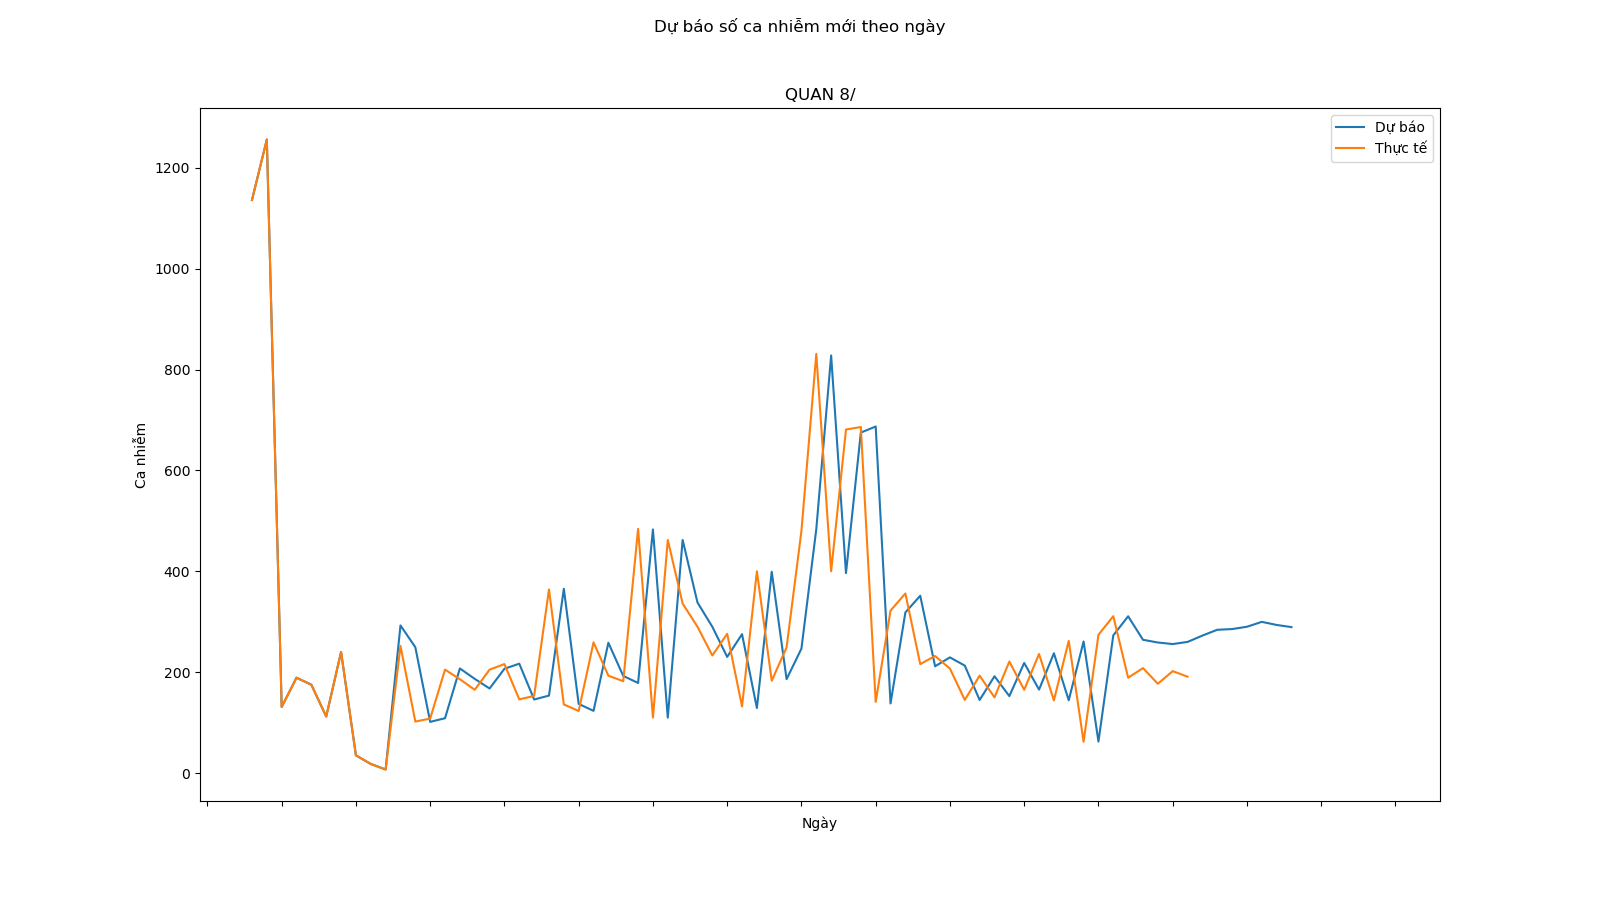 Dự báo số ca nhiễm mới theo ngày
QUAN 8/
Dự báo
Thực tế
1200
1000
800
600
400
200
0
Ca nhiễm
Ngày